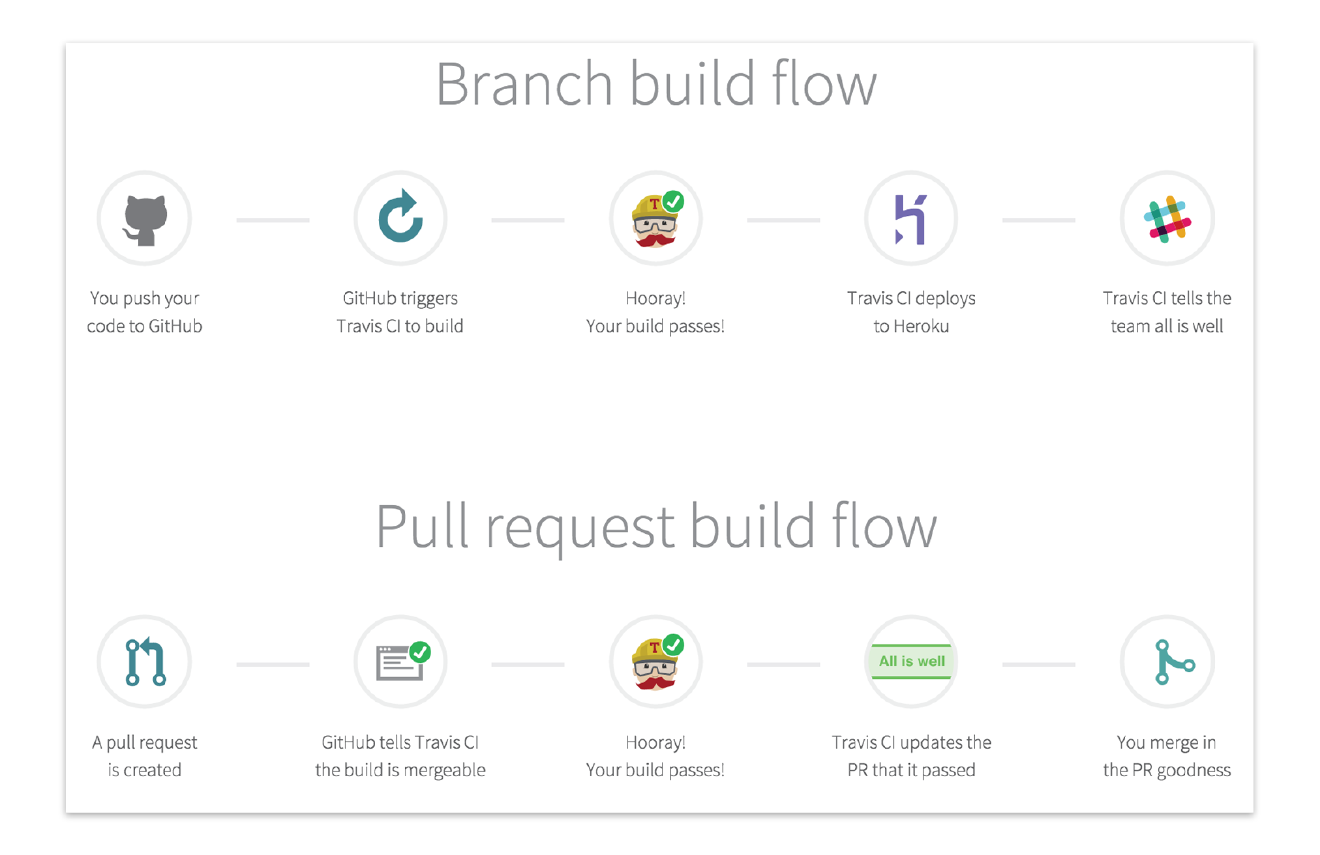 Branch build flow
You push your
code to GitHub
GitHub triggers
Travis CI to build
T
Hooray!
Your build passes!
Travis CI deploys
to Heroku
Travis CI tells the
team all is well
Pull request build flow
A pull request
is created
GitHub tells Travis CI
the build is mergeable
T
Hooray!
Your build passes!
All is well
Travis CI updates the
PR that it passed
You merge in
the PR goodness